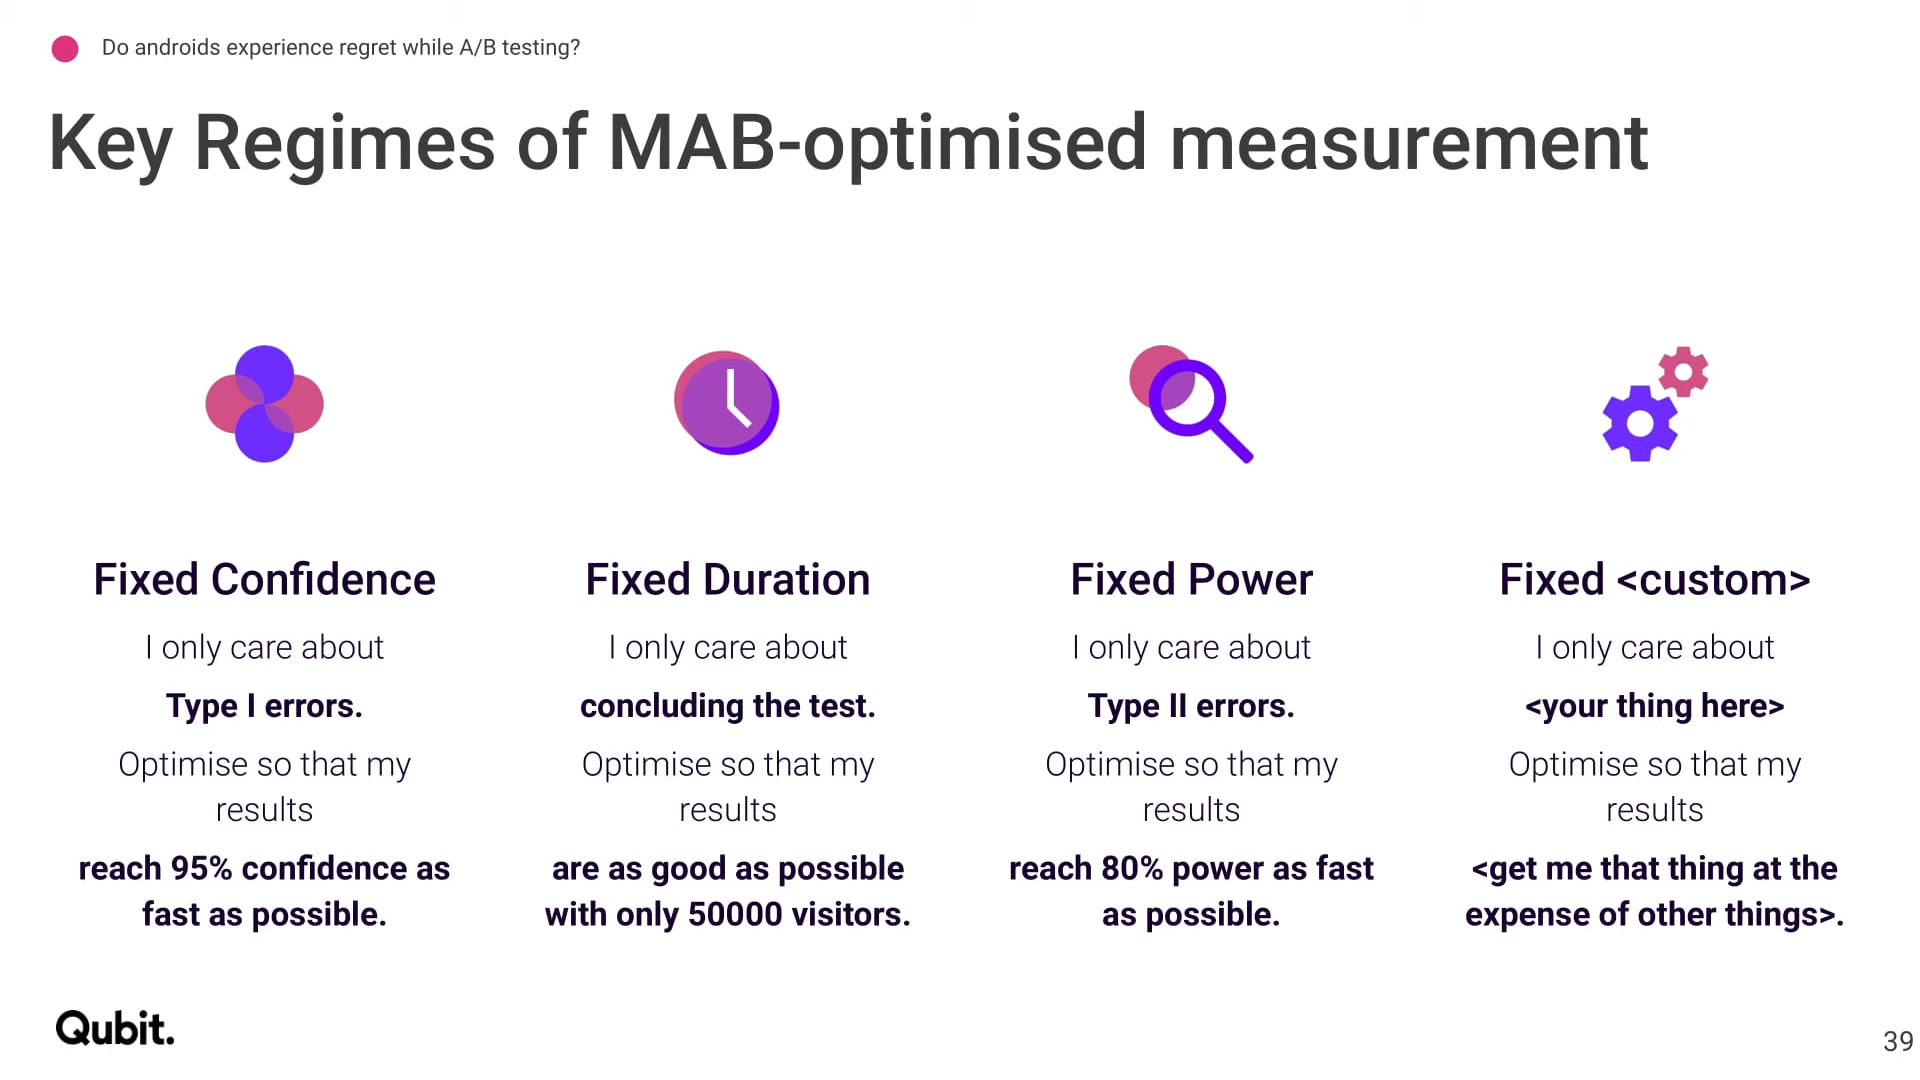 Do androids experience regret while A/B testing?
Key Regimes of MAB-optimised measurement
Fixed Confidence
I only care about
Type I errors.
Optimise so that my
results
reach 95% confidence as
fast as possible.
Fixed Duration
I only care about
concluding the test.
Optimise so that my
results
are as good as possible
with only 50000 visitors.
Fixed Power
I only care about
Type II errors.
Optimise so that my
results
reach 80% power as fast
as possible.
Fixed <custom>
I only care about
<your thing here>
Optimise so that my
results
<get me that thing at the
expense of other things>.
Qubit.
39